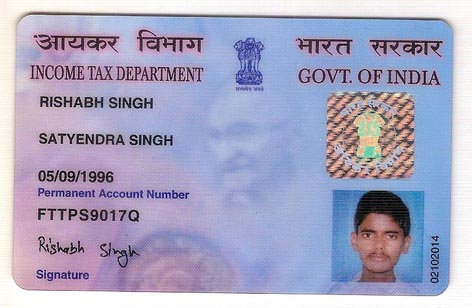 आयकर विभाग
भारत सरकार
INCOME TAX DEPARTMENT
GOVT. OF INDIA
सत्यमेव जयते
RISHABH SINGH
SATYENDRA SINGH
05/09/1996
Permanent Account Number
FTTPS9017Q
Rishabh Singh
Signature
02102014